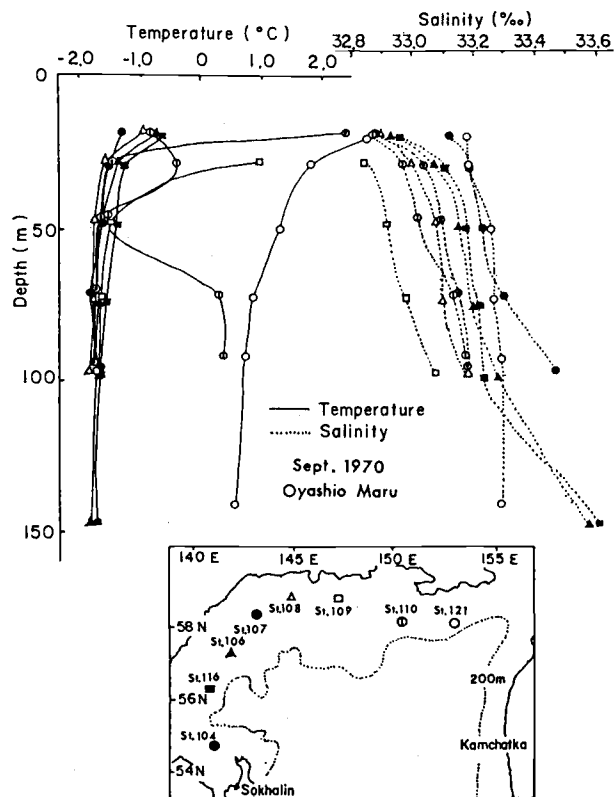 Temperature (°C) Salinity (‰)
-2,0 -1,0 0 1,0 2,0 32,8 33,0 33,2 33,4 33,6
0
50
100
150
Depth (m)
Temperature
Salinity
Sept. 1970
Oyashio Maru
140 E 145 E 150 E 155 E
St,108 St,109 St,110 St,121
58 N St,107
St,106
St,116 200m
56 N
St,104 Kamchatka
54 N
Sokhalin